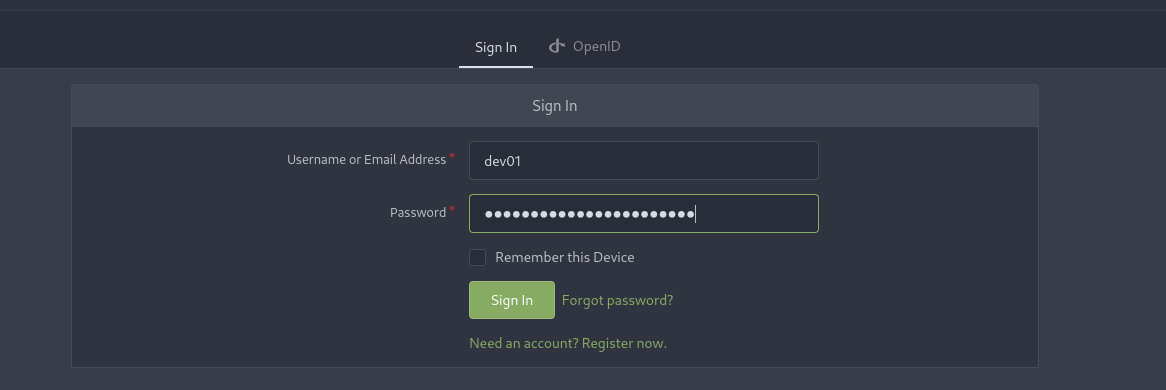 Sign In OpenID
Sign In
Username or Email Address *
dev01
Password *
●●●●●●●●●●●●●●●●●●●●●●●
Remember this Device
Sign In Forgot password?
Need an account? Register now.